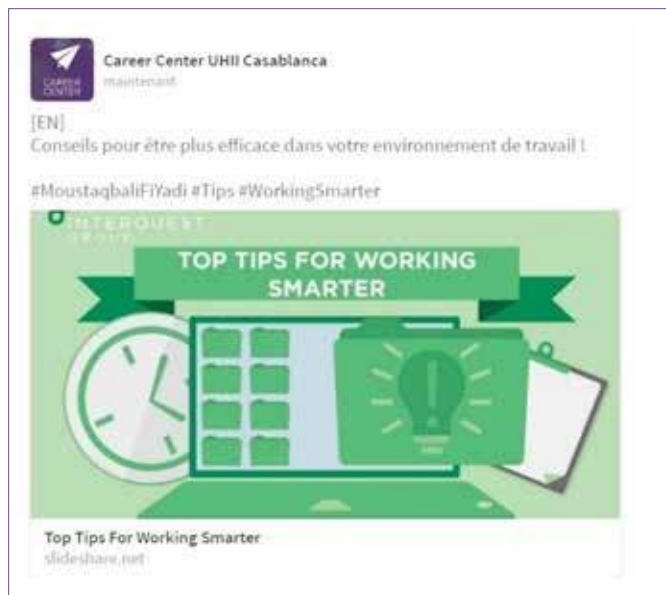 CAREER
CENTER
Career Center UHII Casablanca
maintenant
[EN]
Conseils pour être plus efficace dans votre environnement de travail !
#MoustaqbaliFiYadi #Tips #WorkingSmarter
INTERQUEST
GROUP
TOP TIPS FOR WORKING
SMARTER
Top Tips For Working Smarter
slideshare.net